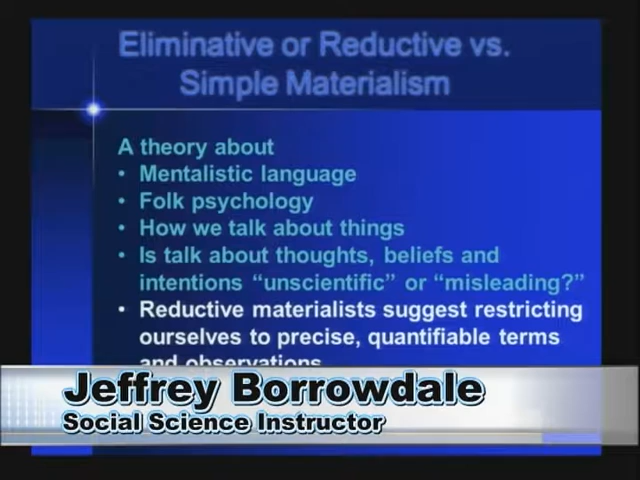 Eliminative or Reductive vs.
Simple Materialism
A theory about
• Mentalistic language
• Folk psychology
• How we talk about things
• Is talk about thoughts, beliefs and
intentions “unscientific” or “misleading?”
• Reductive materialists suggest restricting
ourselves to precise, quantifiable terms
and observations
Jeffrey Borrowdale
Social Science Instructor